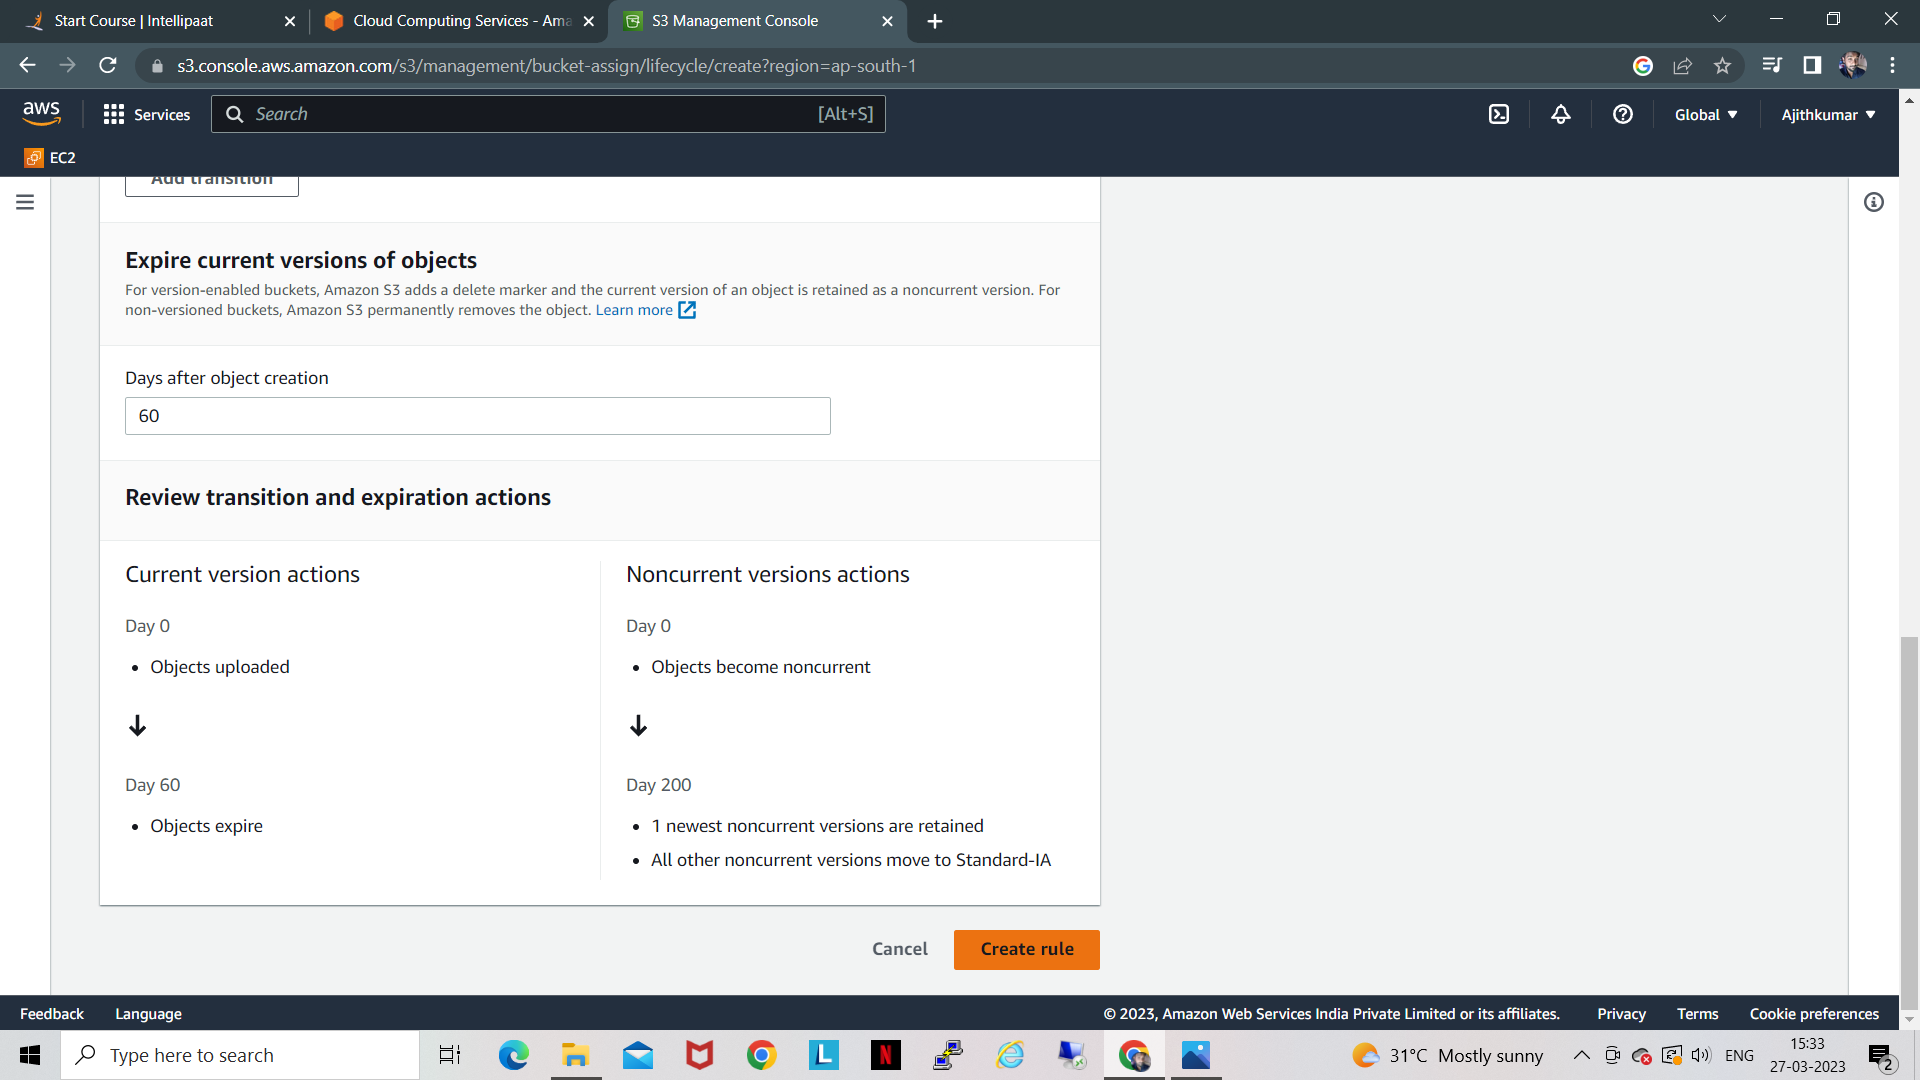 Start Course | Intellipaat
Cloud Computing Services - Ama
S3 Management Console
s3.console.aws.amazon.com/s3/management/bucket-assign/lifecycle/create?region=ap-south-1
aws
Services
Search
[Alt+S]
Global
Ajithkumar
EC2
Add transition
Expire current versions of objects
For version-enabled buckets, Amazon S3 adds a delete marker and the current version of an object is retained as a noncurrent version. For
non-versioned buckets, Amazon S3 permanently removes the object. Learn more
Days after object creation
60
Review transition and expiration actions
Current version actions
Day 0
Objects uploaded
Day 60
Objects expire
Noncurrent versions actions
Day 0
Objects become noncurrent
Day 200
1 newest noncurrent versions are retained
All other noncurrent versions move to Standard-IA
Cancel
Create rule
Feedback
Language
© 2023, Amazon Web Services India Private Limited or its affiliates.
Privacy
Terms
Cookie preferences
Type here to search
L
N
31°C Mostly sunny
ENG
15:33
27-03-2023
2